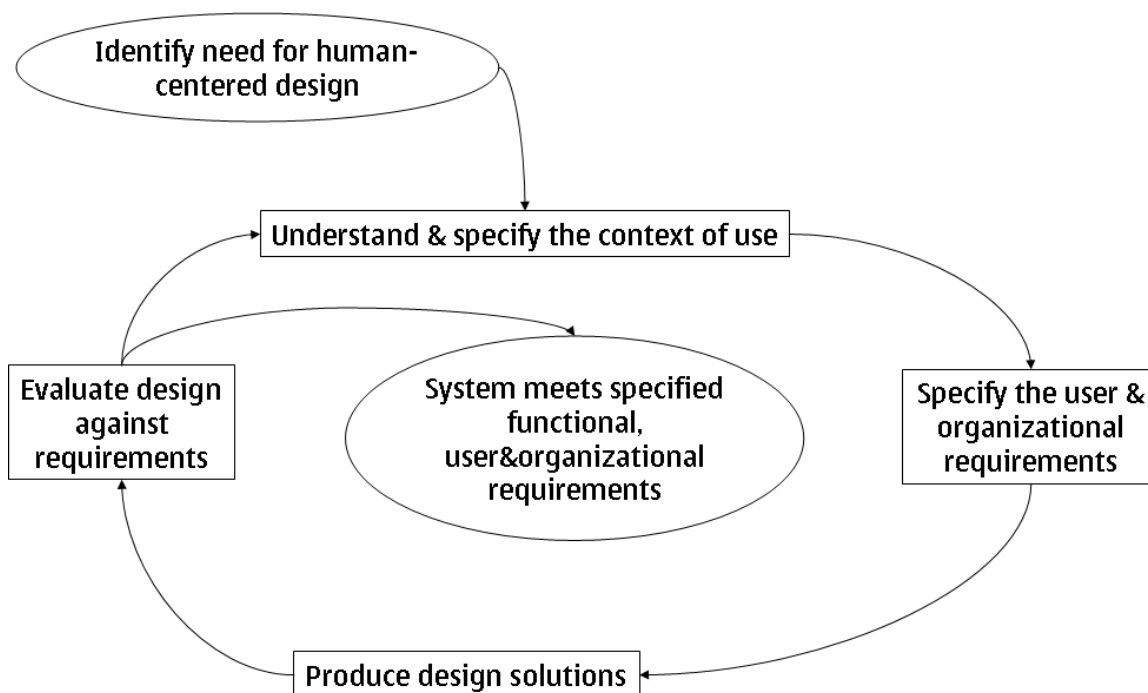 Identify need for human-
centered design
Understand & specify the context of use
Evaluate design
against
requirements
System meets specified
functional,
user&organizational
requirements
Specify the user &
organizational
requirements
Produce design solutions